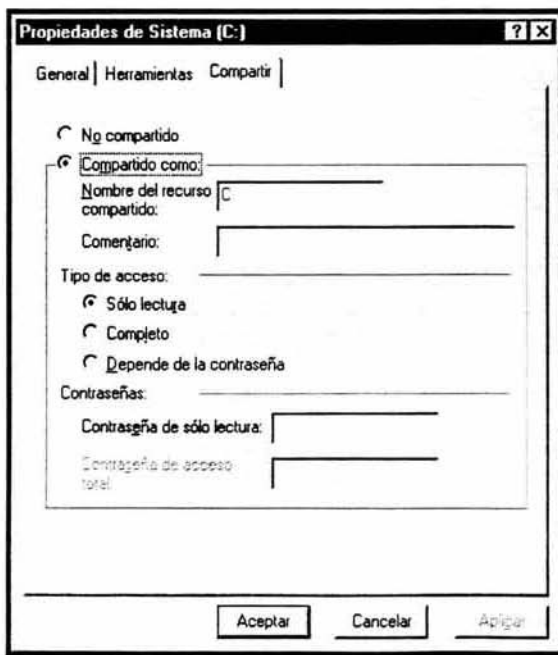 Propiedades de Sistema (C:)
General Herramientas Compartir
No compartido
Compartido como:
Nombre del recurso
compartido:
C
Comentario:
Tipo de acceso:
Sólo lectura
Completo
Depende de la contraseña
Contraseñas:
Contraseña de sólo lectura:
Contraseña de acceso
total:
Aceptar Cancelar Aplicar